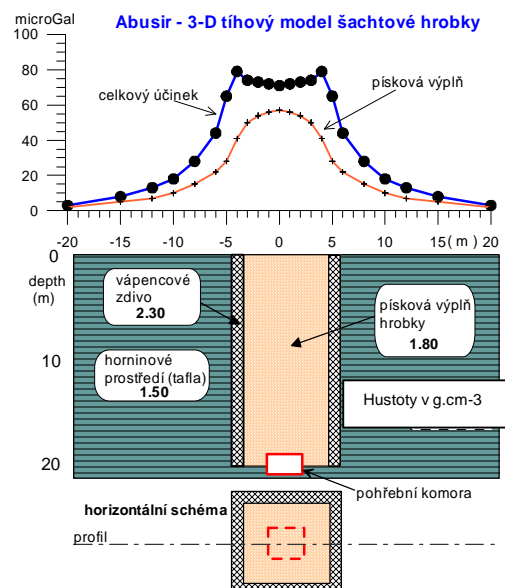 microGal
Abusir - 3-D tíhový model šachtové hrobky
100
80
60
40
20
0
celkový účinek
písková výplň
-20 -15 -10 -5 0 5 10 15 ( m ) 20
0
depth
(m)
10
20
vápencové
zdivo
2.30
horninové
prostředí (tafla)
1.50
písková výplň
hrobky
1.80
Hustoty v g.cm-3
pohřební komora
horizontální schéma
profil